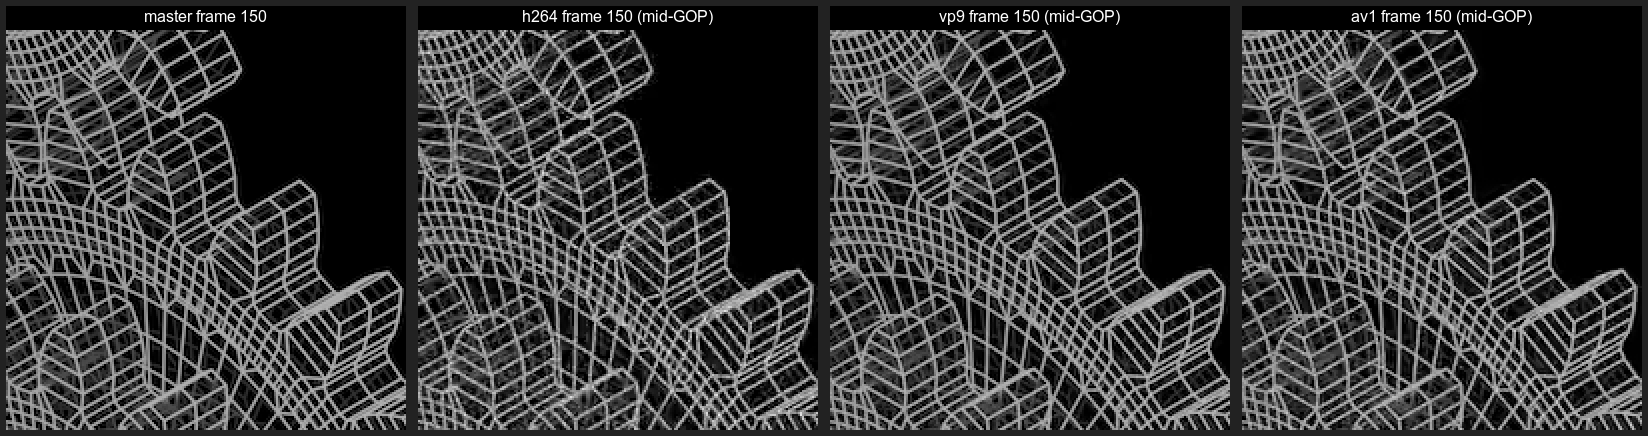 master frame 150
h264 frame 150 (mid-GOP)
vp9 frame 150 (mid-GOP)
av1 frame 150 (mid-GOP)